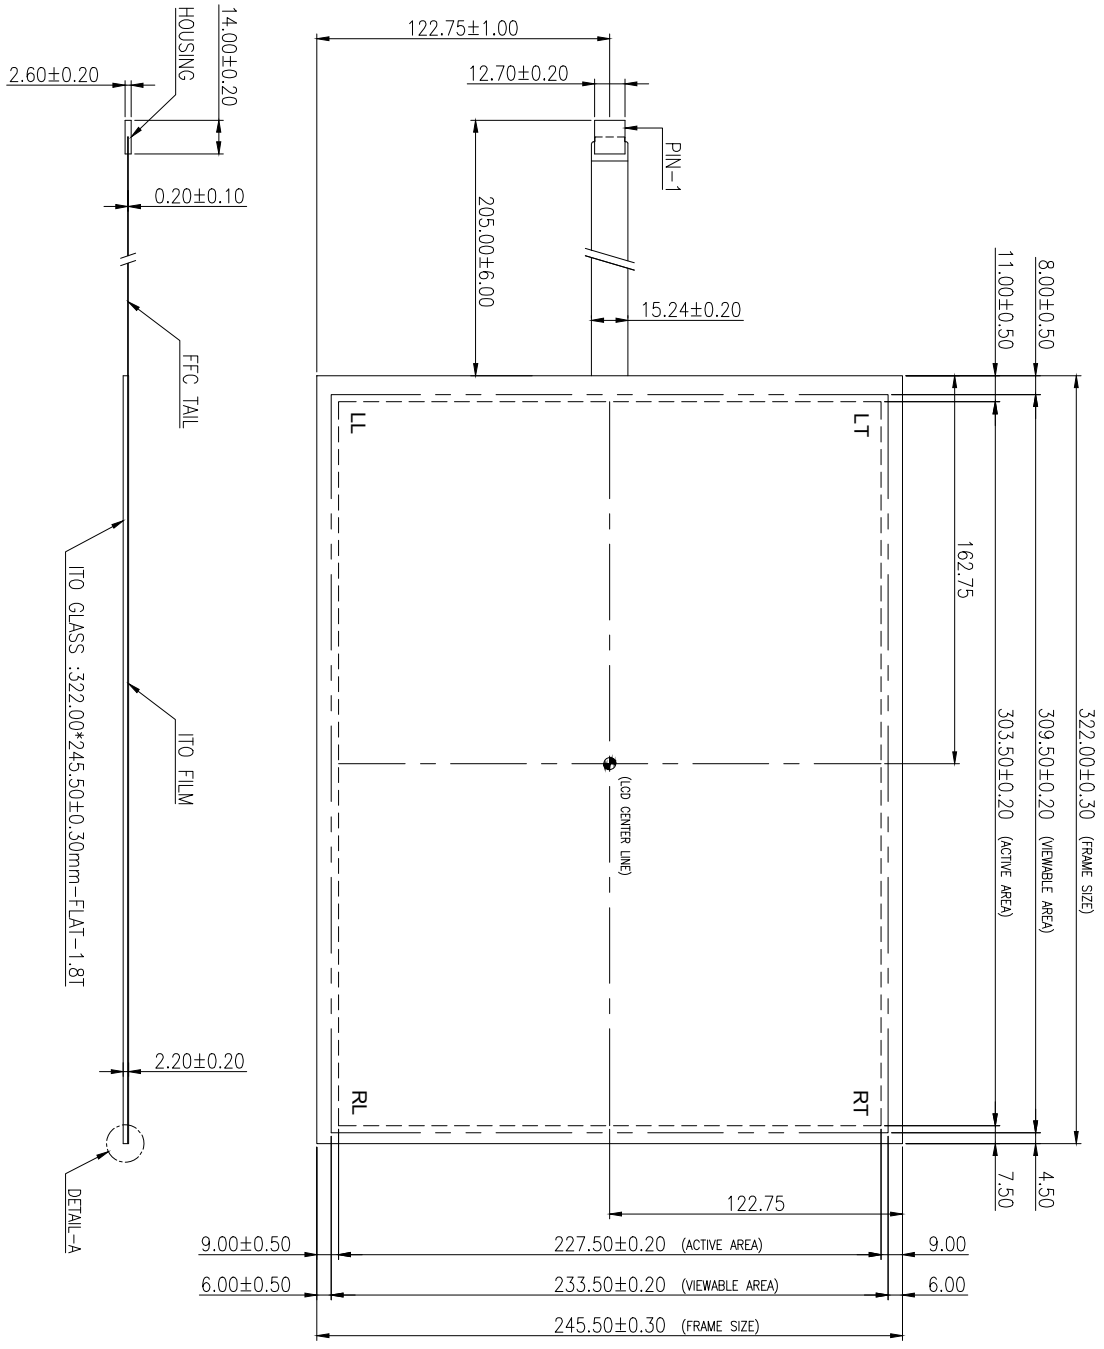 122.75±1.00
12.70±0.20
14.00±0.20
HOUSING
2.60±0.20
PIN-1
0.20±0.10
205.00±6.00
15.24±0.20
8.00±0.50
11.00±0.50
FFC TAIL
LL
LT
162.75
322.00±0.30 (FRAME SIZE)
309.50±0.20 (VIEWABLE AREA)
303.50±0.20 (ACTIVE AREA)
(LCD CENTER LINE)
ITO GLASS :322.00*245.50±0.30mm-FLAT-1.8T
ITO FILM
2.20±0.20
RL
RT
DETAIL-A
4.50
7.50
122.75
9.00±0.50
227.50±0.20 (ACTIVE AREA)
9.00
6.00±0.50
233.50±0.20 (VIEWABLE AREA)
6.00
245.50±0.30 (FRAME SIZE)